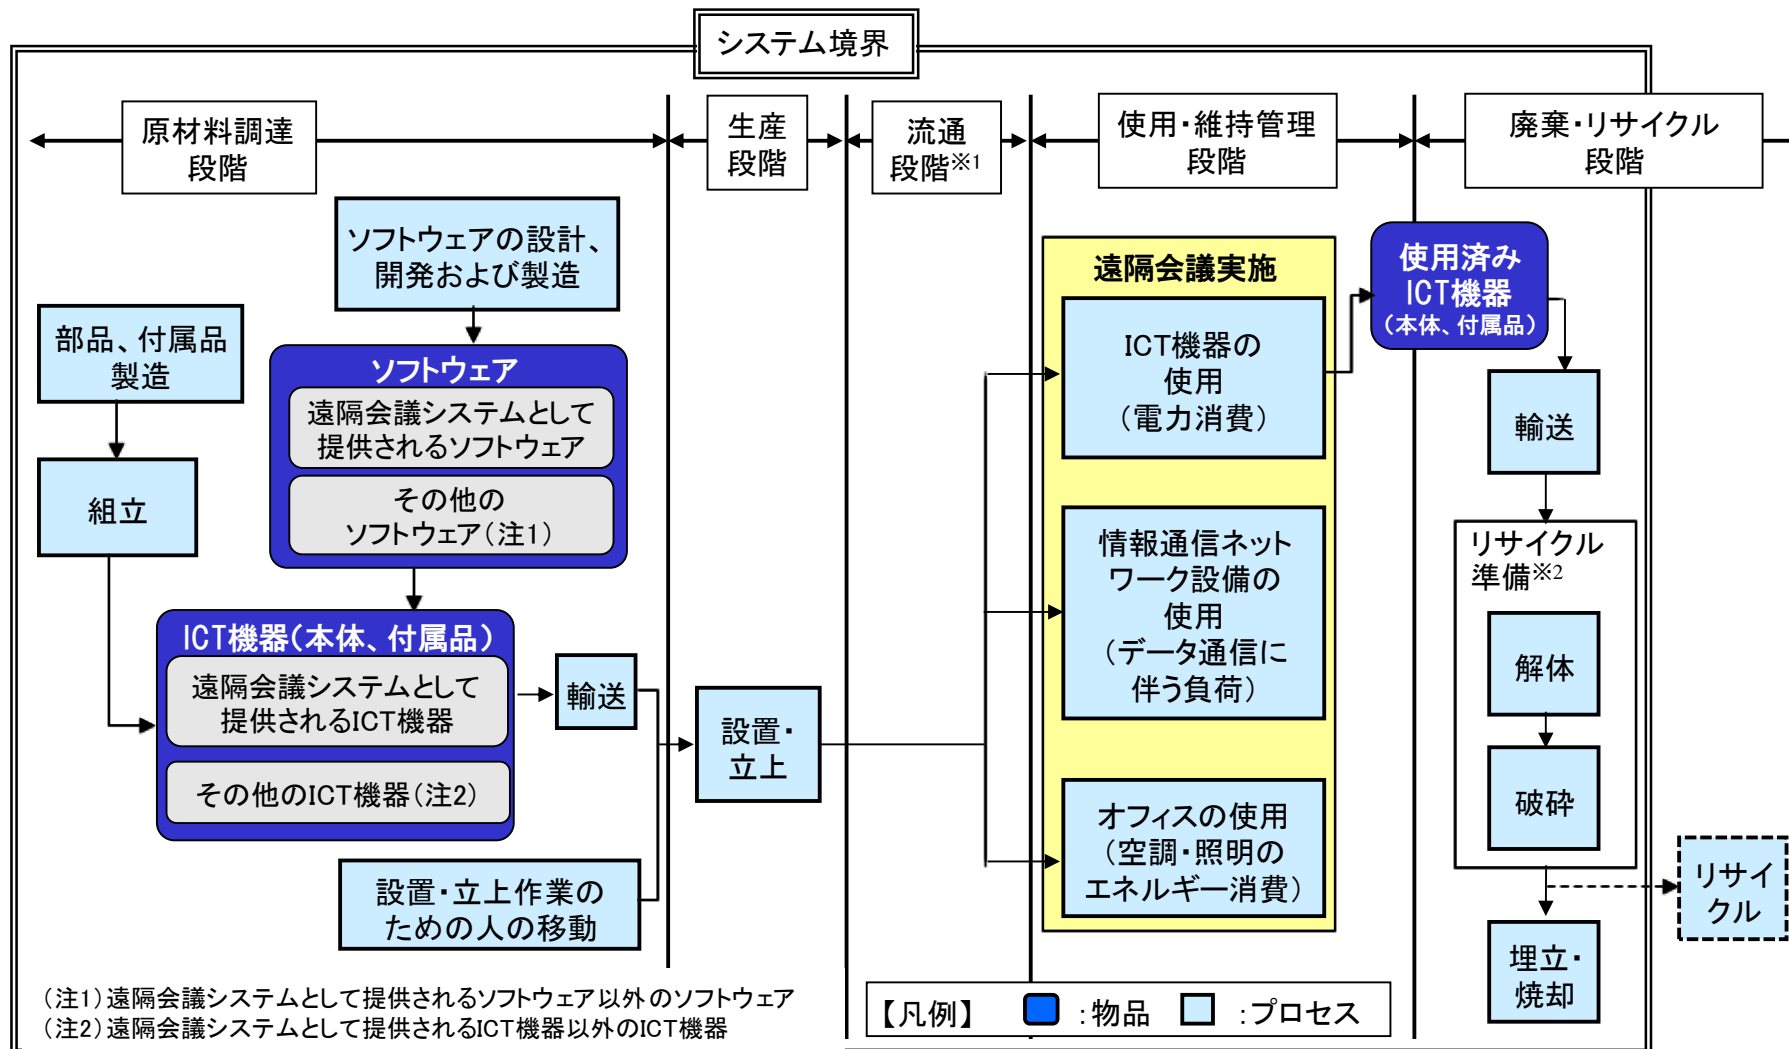 システム境界
原材料調達
段階
生産
段階
流通
段階※1
使用・維持管理
段階
廃棄・リサイクル
段階
ソフトウェアの設計、
開発および製造
部品、付属品
製造
組立
ソフトウェア
遠隔会議システムとして
提供されるソフトウェア
その他の
ソフトウェア(注1)
ICT機器(本体、付属品)
遠隔会議システムとして
提供されるICT機器
その他のICT機器(注2)
輸送
設置・立上作業の
ための人の移動
設置・
立上
遠隔会議実施
ICT機器の
使用
(電力消費)
情報通信ネット
ワーク設備の
使用
(データ通信に
伴う負荷)
オフィスの使用
(空調・照明の
エネルギー消費)
使用済み
ICT機器
(本体、付属品)
輸送
リサイクル
準備※2
解体
破砕
リサイ
クル
埋立・
焼却
(注1)遠隔会議システムとして提供されるソフトウェア以外のソフトウェア
(注2)遠隔会議システムとして提供されるICT機器以外のICT機器
【凡例】 :物品 :プロセス